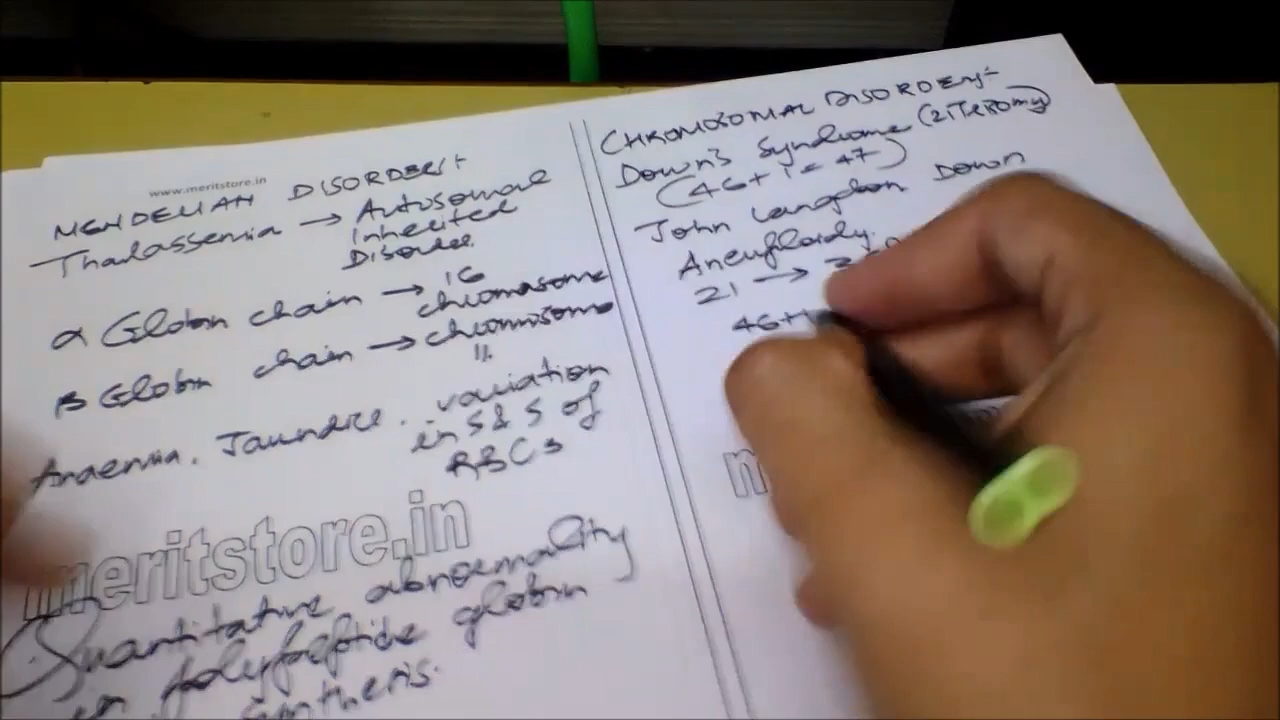 www.meritstore.in
MENDELIAN DISORDERS:-
Thalassemia → Autosomal
Inherited
Disorder.
α Globin chain → 16
chromosome
β Globin chain → chromosome
11.
Anaemia. Jaundice. variation
in S & S of
RBCs
meritstore.in
Quantitative abnormality
in polypeptide globin
synthesis.
CHROMOSOMAL DISORDERS:-
Down's Syndrome (21 Trisomy)
(46+1=47)
John Langdon Down
Aneuploidy.
21 →
46+1